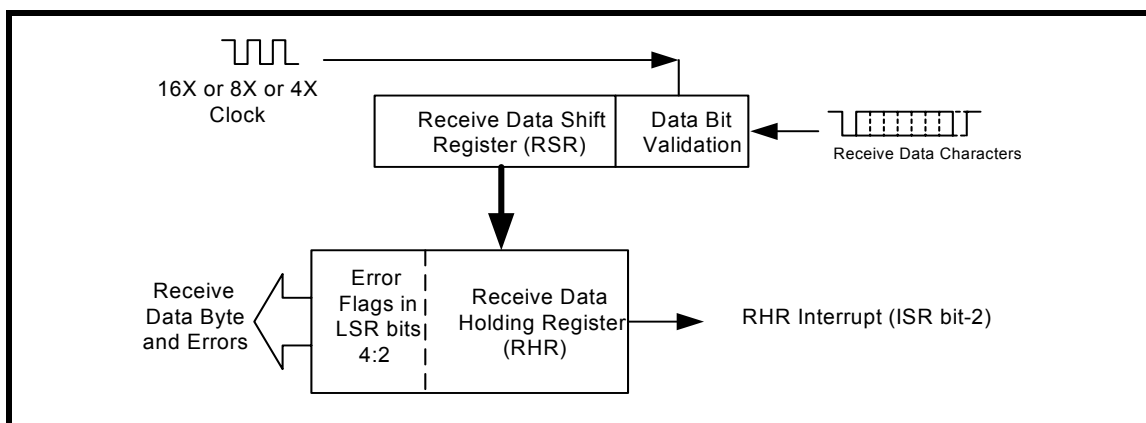 16X or 8X or 4X
Clock
Receive Data Shift
Register (RSR)
Data Bit
Validation
Receive Data Characters
Receive
Data Byte
and Errors
Error
Flags in
LSR bits
4:2
Receive Data
Holding Register
(RHR)
RHR Interrupt (ISR bit-2)